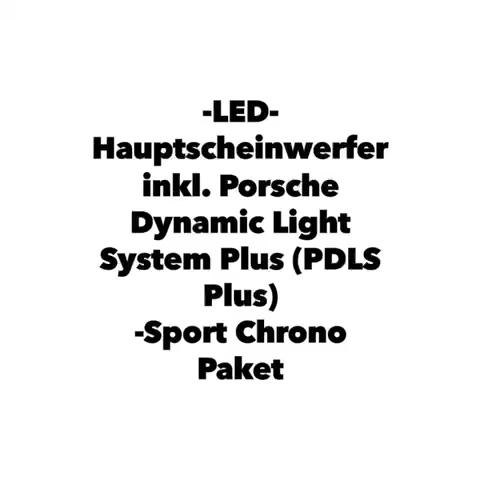 -LED-
Hauptscheinwerfer
inkl. Porsche
Dynamic Light
System Plus (PDLS
Plus)
-Sport Chrono
Paket